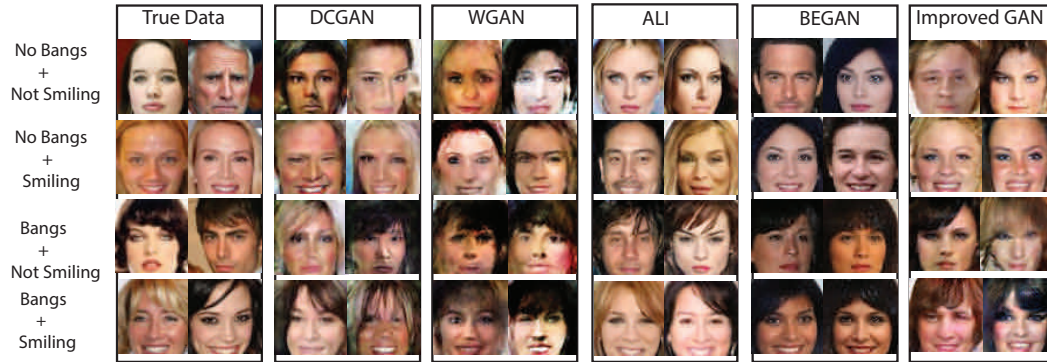 True Data DCGAN WGAN ALI BEGAN Improved GAN
No Bangs
+
Not Smiling
No Bangs
+
Smiling
Bangs
+
Not Smiling
Bangs
+
Smiling